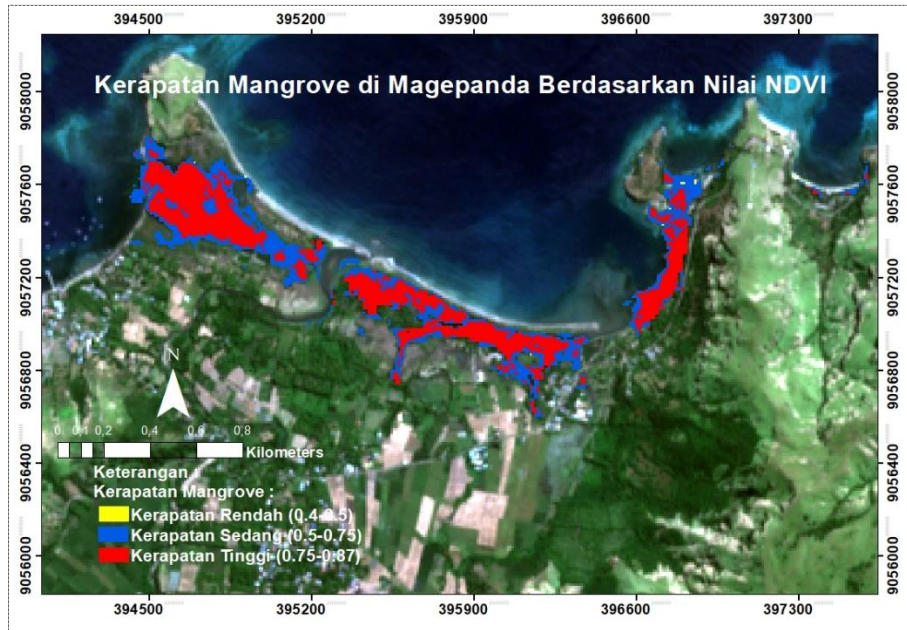 394500 395200 395900 396600 397300
Kerapatan Mangrove di Magepanda Berdasarkan Nilai NDVI
9058000 9058000
9057600 9057600
9057200 9057200
9056800 9056800
N
0 0.1 0.2 0.4 0.6 0.8
Kilometers
9056400 9056400
Keterangan :
Kerapatan Mangrove :
Kerapatan Rendah (0.4-0.5)
Kerapatan Sedang (0.5-0.75)
Kerapatan Tinggi (0.75-0.87)
9056000 9056000
394500 395200 395900 396600 397300